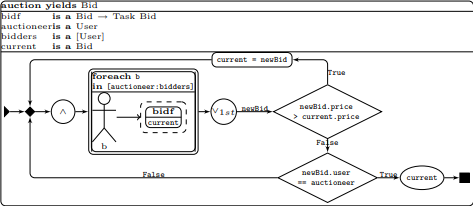 auction yields Bid
bidf is a Bid → Task Bid
auctioneer is a User
bidders is a [User]
current is a Bid
current = newBid
True
foreach b
in [auctioneer:bidders]
bidf
current
b
∧
∨1st
newBid
newBid.price
> current.price
False
newBid.user
== auctioneer
True
current
False